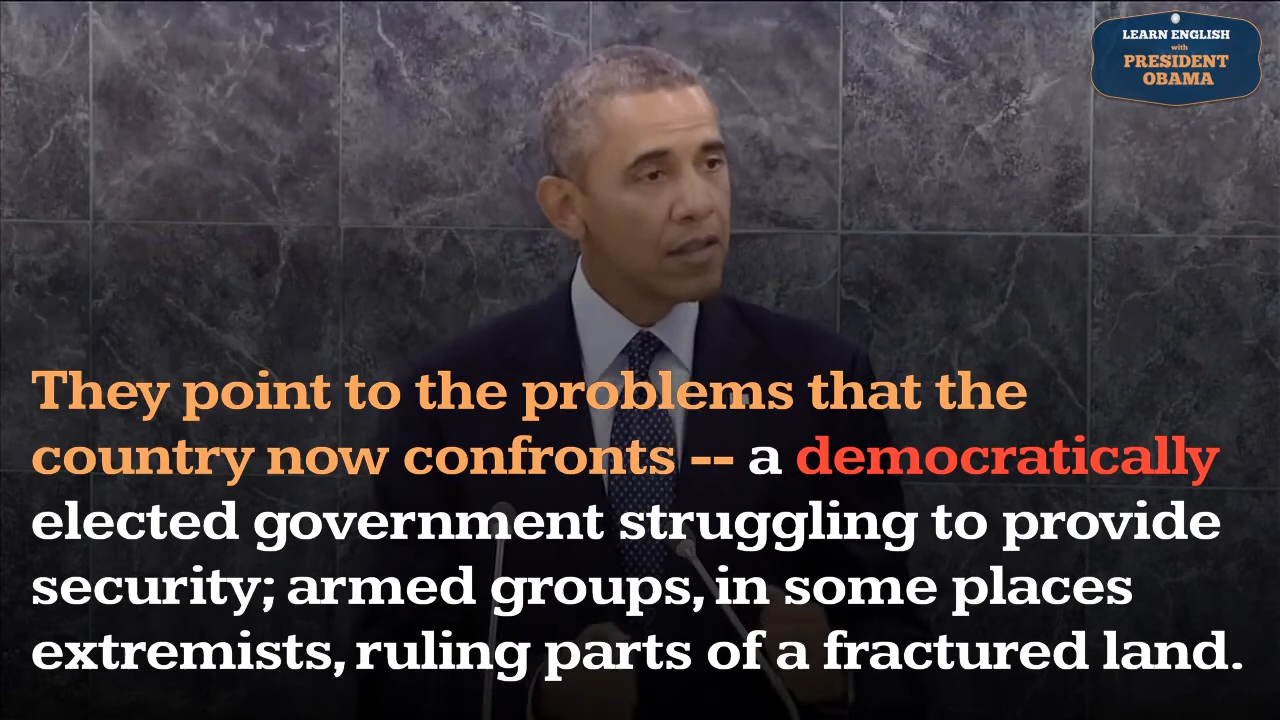 LEARN ENGLISH
with
PRESIDENT
OBAMA
They point to the problems that the
country now confronts -- a democratically
elected government struggling to provide
security; armed groups, in some places
extremists, ruling parts of a fractured land.